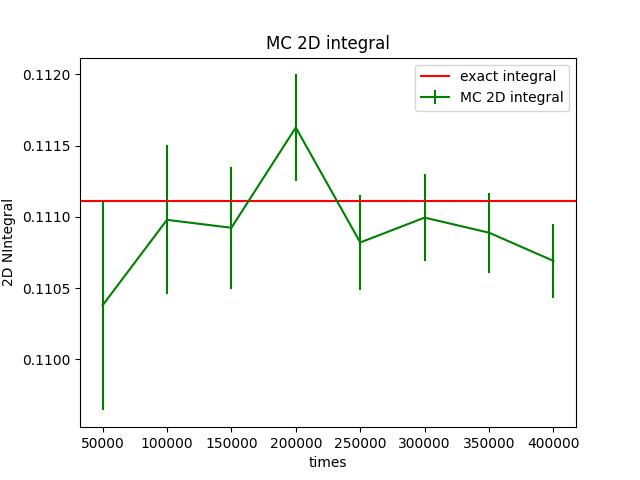 MC 2D integral
exact integral
MC 2D integral
2D NIntegral
0.1120
0.1115
0.1110
0.1105
0.1100
50000 100000 150000 200000 250000 300000 350000 400000
times